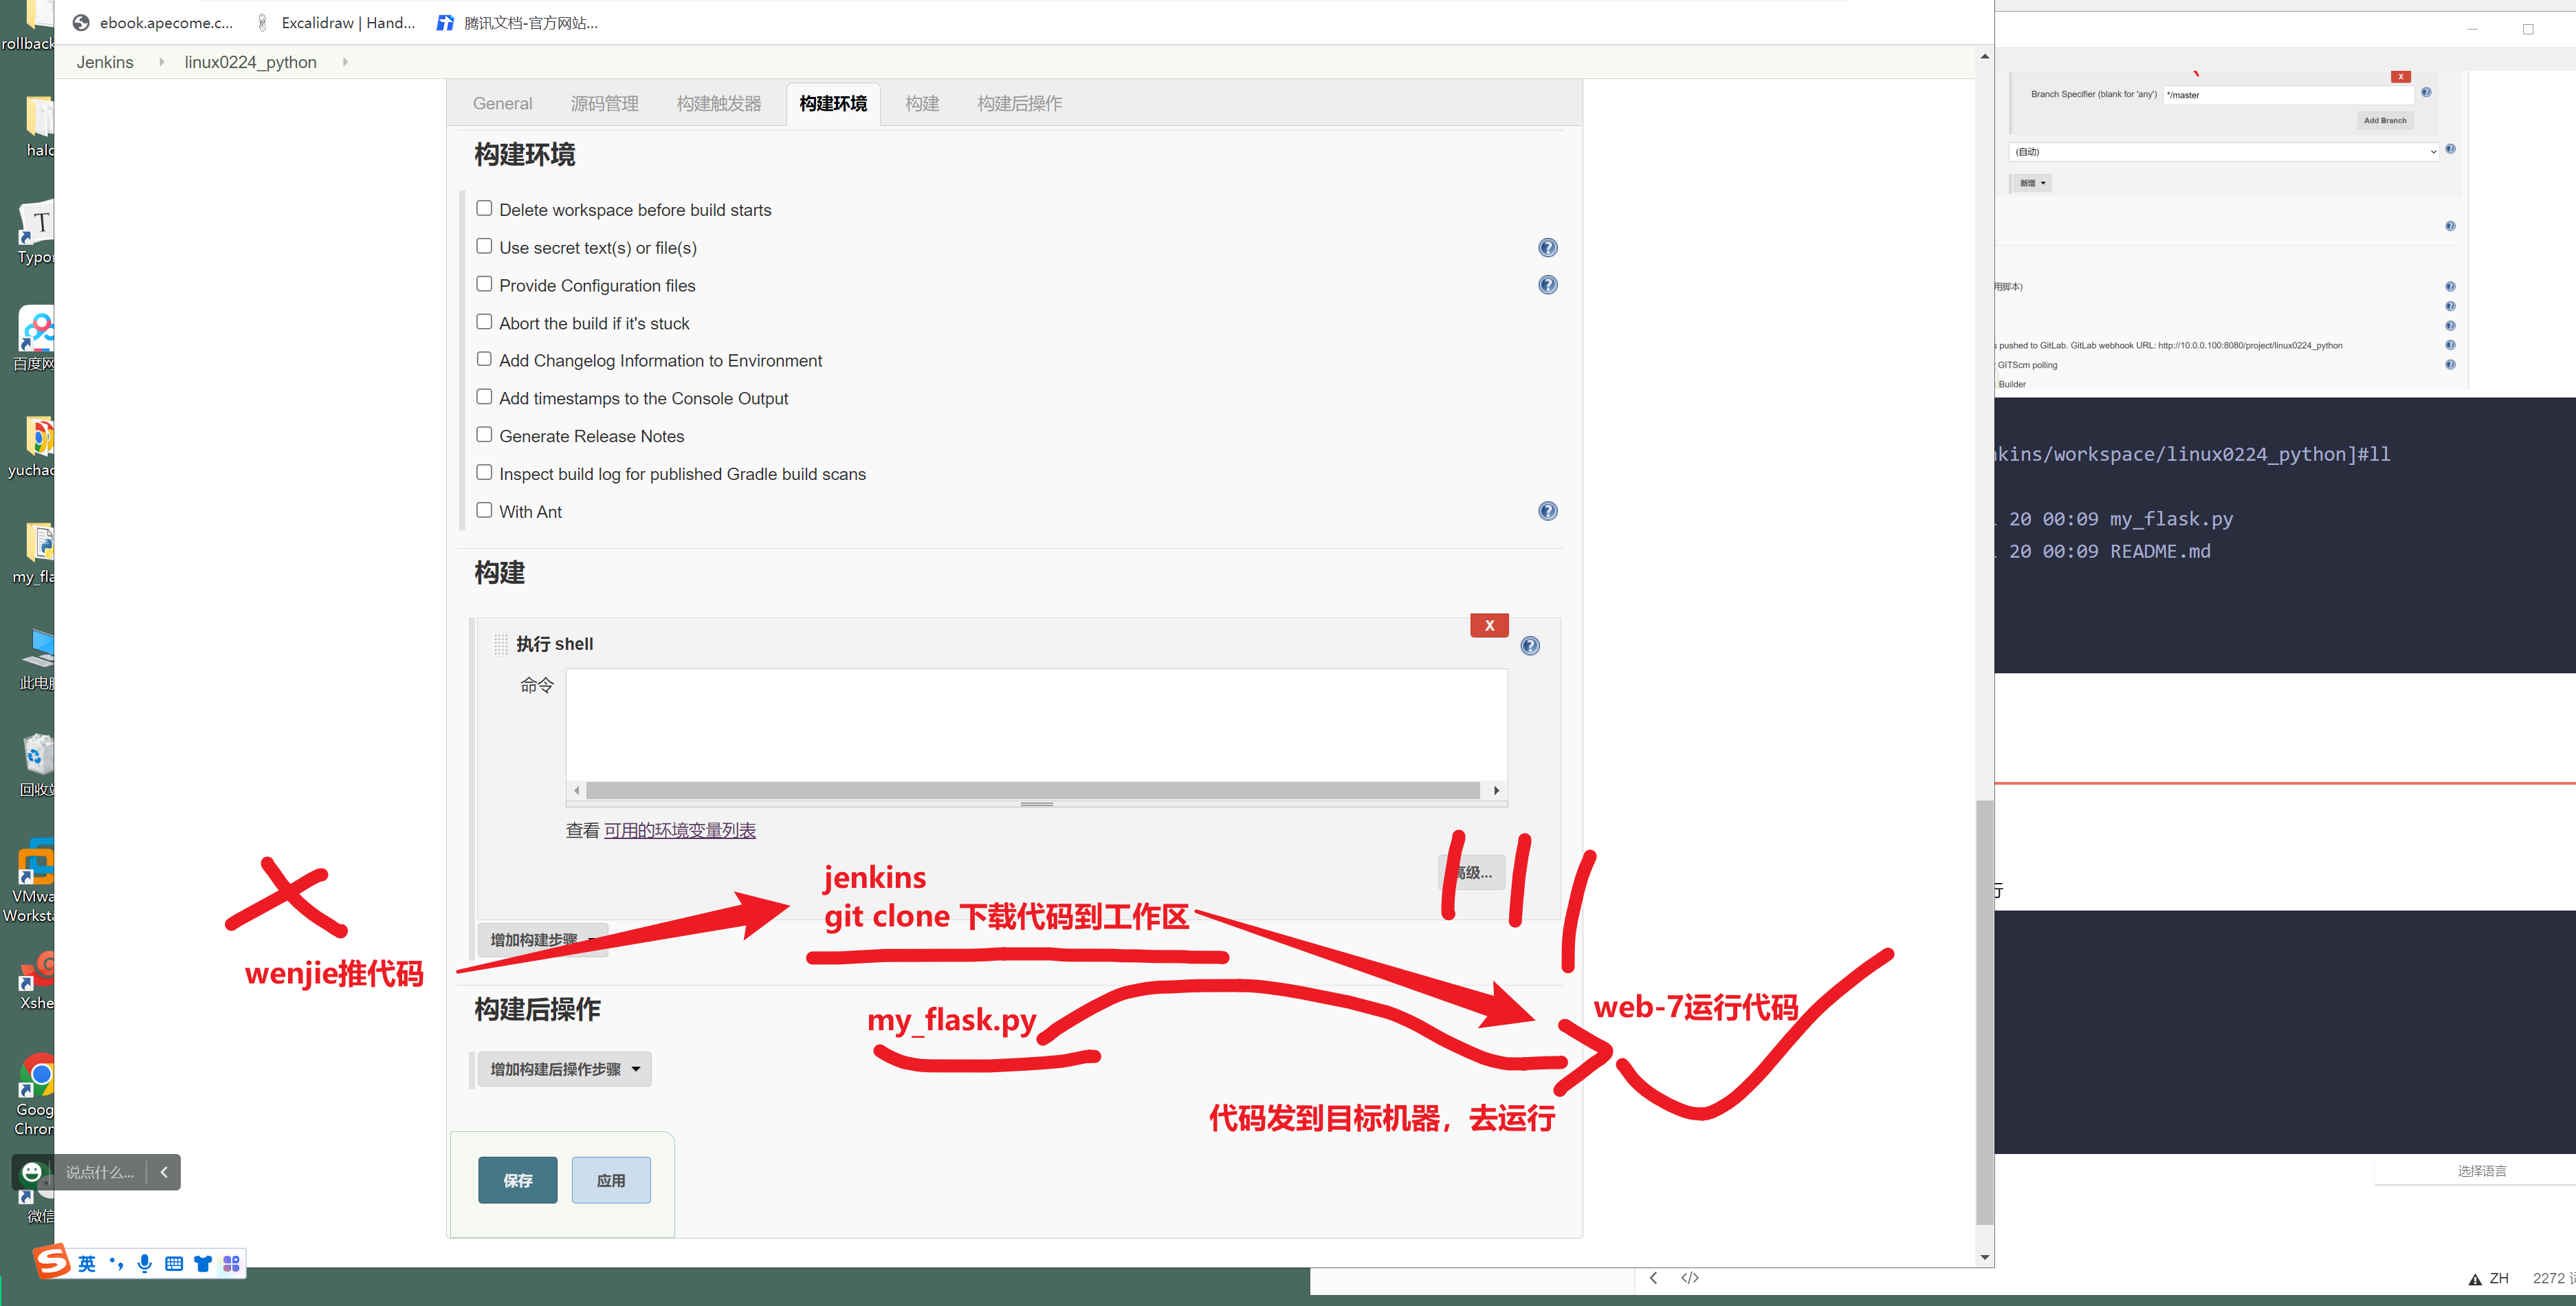 ebook.apecome.c...
Excalidraw | Hand...
腾讯文档-官方网站...
Jenkins
linux0224_python
General
源码管理
构建触发器
构建环境
构建
构建后操作
构建环境
Delete workspace before build starts
Use secret text(s) or file(s)
Provide Configuration files
Abort the build if it's stuck
Add Changelog Information to Environment
Add timestamps to the Console Output
Generate Release Notes
Inspect build log for published Gradle build scans
With Ant
构建
X
执行 shell
命令
查看 可用的环境变量列表
高级...
jenkins
git clone 下载代码到工作区
增加构建步骤
wenjie推代码
构建后操作
my_flask.py
web-7运行代码
增加构建后操作步骤
代码发到目标机器，去运行
保存
应用
rollback
halo
Typor
百度网
yuchao
my_fla
此电脑
回收站
VMwa
Workst
Xshe
Goog
Chrom
说点什么...
微信
英
X
Branch Specifier (blank for 'any')
*/master
Add Branch
(自动)
新增
用脚本)
s pushed to GitLab. GitLab webhook URL: http://10.0.0.100:8080/project/linux0224_python
GITScm polling
Builder
nkins/workspace/linux0224_python]#ll
20 00:09 my_flask.py
20 00:09 README.md
行
选择语言
</>
ZH
2272 词